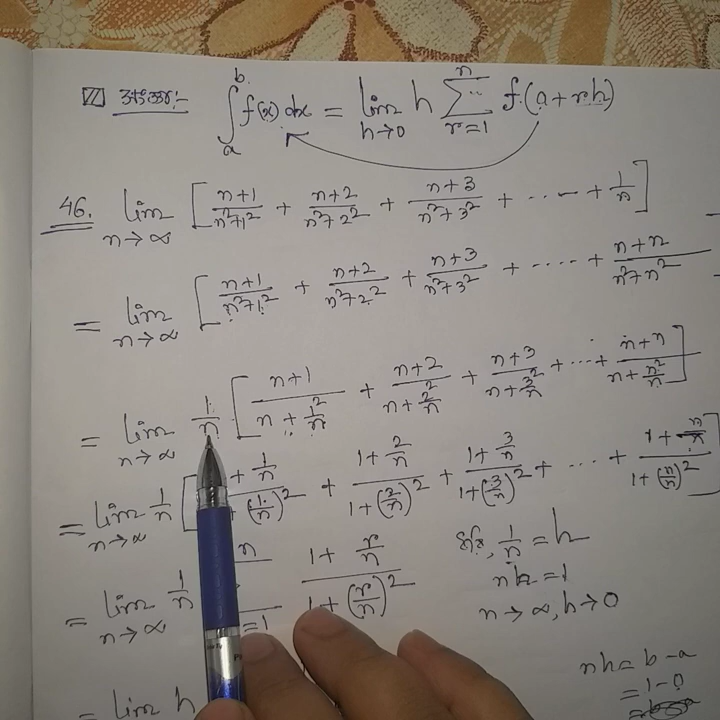 ∫ₐᵇ f(x) dx = lim_{h→0} h Σ_{r=1}^{n} f(a+rh)
46. lim_{n→∞} [ (n+1)/(n²+1²) + (n+2)/(n²+2²) + (n+3)/(n²+3²) + ... + 1/n ]
= lim_{n→∞} [ (n+1)/(n²+1²) + (n+2)/(n²+2²) + (n+3)/(n²+3²) + .... + (n+n)/(n²+n²)
= lim_{n→∞} 1/n [ (n+1)/(n + 1²/n) + (n+2)/(n + 2²/n) + (n+3)/(n + 3²/n) + ... + (n+n)/(n + n²/n) ]
= lim_{n→∞} 1/n [ + 1/n / + (1/n)² + (1 + 2/n)/(1 + (2/n)²) + (1 + 3/n)/(1 + (3/n)²) + ... + (1 + n/n)/(1 + (n/n)²) ]
= lim_{n→∞} 1/n n =1 (1 + r/n)/(1 + (r/n)²)
ধরি, 1/n = h
nh = 1
n→∞, h→0
= lim h
nh = b-a
= 1-0